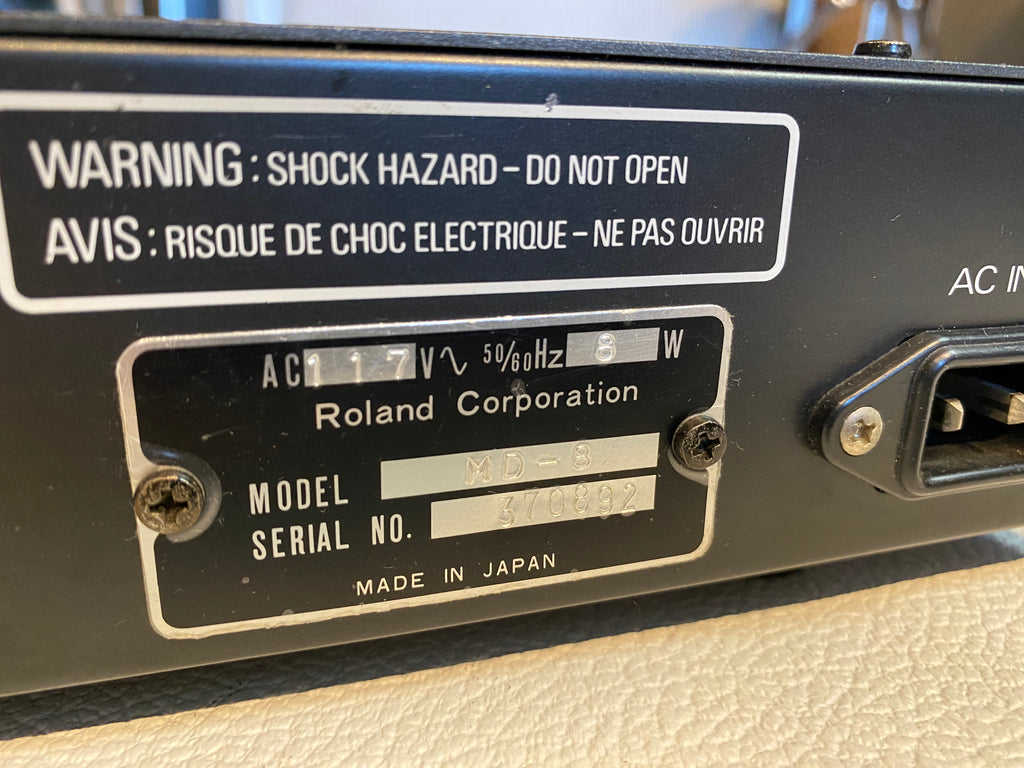 WARNING : SHOCK HAZARD – DO NOT OPEN
AVIS : RISQUE DE CHOC ELECTRIQUE – NE PAS OUVRIR
AC
AC 117 V∿ 50/60Hz 8 W
Roland Corporation
MODEL MD-8
SERIAL NO. 370892
MADE IN JAPAN